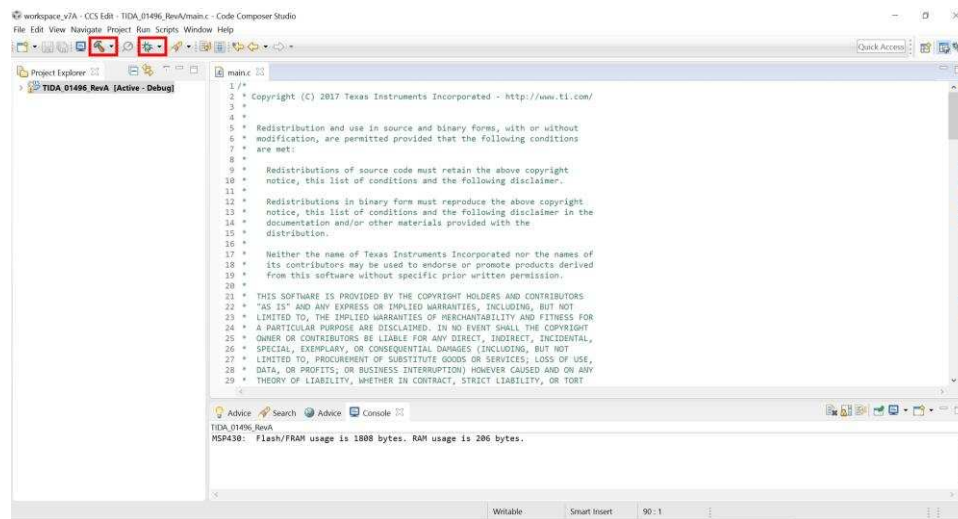 workspace_v7A - CCS Edit - TIDA_01496_RevA/main.c - Code Composer Studio
File Edit View Navigate Project Run Scripts Window Help
Quick Access
Project Explorer
main.c
TIDA_01496_RevA [Active - Debug]
1 /*
2 * Copyright (C) 2017 Texas Instruments Incorporated - http://www.ti.com/
3 *
4 *
5 * Redistribution and use in source and binary forms, with or without
6 * modification, are permitted provided that the following conditions
7 * are met:
8 *
9 * Redistributions of source code must retain the above copyright
10 * notice, this list of conditions and the following disclaimer.
11 *
12 * Redistributions in binary form must reproduce the above copyright
13 * notice, this list of conditions and the following disclaimer in the
14 * documentation and/or other materials provided with the
15 * distribution.
16 *
17 * Neither the name of Texas Instruments Incorporated nor the names of
18 * its contributors may be used to endorse or promote products derived
19 * from this software without specific prior written permission.
20 *
21 * THIS SOFTWARE IS PROVIDED BY THE COPYRIGHT HOLDERS AND CONTRIBUTORS
22 * "AS IS" AND ANY EXPRESS OR IMPLIED WARRANTIES, INCLUDING, BUT NOT
23 * LIMITED TO, THE IMPLIED WARRANTIES OF MERCHANTABILITY AND FITNESS FOR
24 * A PARTICULAR PURPOSE ARE DISCLAIMED. IN NO EVENT SHALL THE COPYRIGHT
25 * OWNER OR CONTRIBUTORS BE LIABLE FOR ANY DIRECT, INDIRECT, INCIDENTAL,
26 * SPECIAL, EXEMPLARY, OR CONSEQUENTIAL DAMAGES (INCLUDING, BUT NOT
27 * LIMITED TO, PROCUREMENT OF SUBSTITUTE GOODS OR SERVICES; LOSS OF USE,
28 * DATA, OR PROFITS; OR BUSINESS INTERRUPTION) HOWEVER CAUSED AND ON ANY
29 * THEORY OF LIABILITY, WHETHER IN CONTRACT, STRICT LIABILITY, OR TORT
Advice Search Advice Console
TIDA_01496_RevA
MSP430: Flash/FRAM usage is 1808 bytes. RAM usage is 206 bytes.
Writable Smart Insert 90 : 1